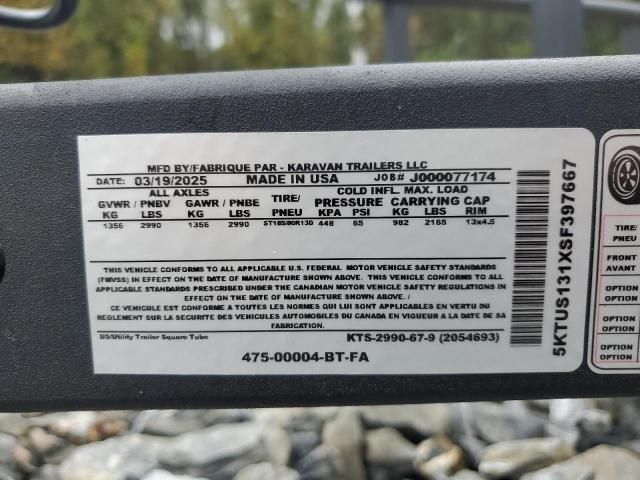 MFD BY/FABRIQUE PAR - KARAVAN TRAILERS LLC
DATE: 03/19/2025 MADE IN USA JOB# J000077174
ALL AXLES COLD INFL. MAX. LOAD
GVWR / PNBV GAWR / PNBE TIRE/ PRESSURE CARRYING CAP
KG LBS KG LBS PNEU KPA PSI KG LBS RIM
1356 2990 1356 2990 ST185/80R13D 448 65 982 2165 13x4.5
THIS VEHICLE CONFORMS TO ALL APPLICABLE U.S. FEDERAL MOTOR VEHICLE SAFETY STANDARDS
(FMVSS) IN EFFECT ON THE DATE OF MANUFACTURE SHOWN ABOVE. THIS VEHICLE CONFORMS TO ALL
APPLICABLE STANDARDS PRESCRIBED UNDER THE CANADIAN MOTOR VEHICLE SAFETY REGULATIONS IN
EFFECT ON THE DATE OF MANUFACTURE SHOWN ABOVE. / CE
VEHICULE EST CONFORME A TOUTES LES NORMES QUI LUI SONT APPLICABLES EN VERTU DU
REGLEMENT SUR LA SECURITE DES VEHICULES AUTOMOBILES DU CANADA EN VIGUEUR A LA DATE DE SA
FABRICATION.
US/Utility Trailer Square Tube KTS-2990-67-9 (2054693)
475-00004-BT-FA
5KTUS131XSF397667
TIRE/
PNEU
FRONT
AVANT
OPTION
OPTION
OPTION
OPTION